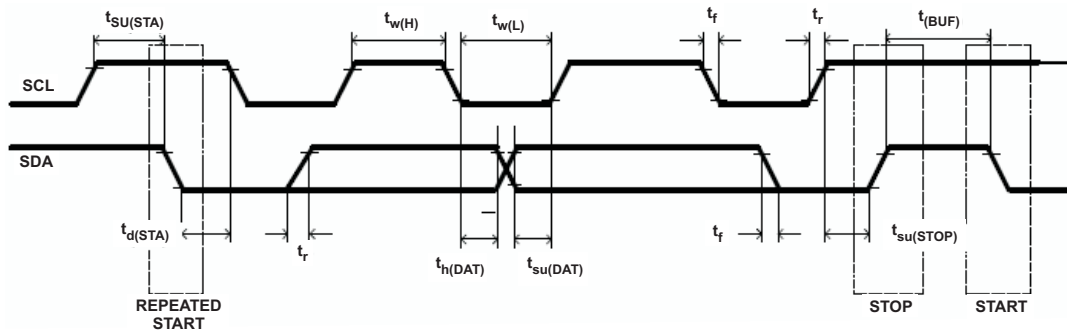 tSU(STA)
tw(H)
tw(L)
tf
tr
t(BUF)
SCL
SDA
td(STA)
tr
th(DAT)
tsu(DAT)
tf
tsu(STOP)
REPEATED
START
STOP
START